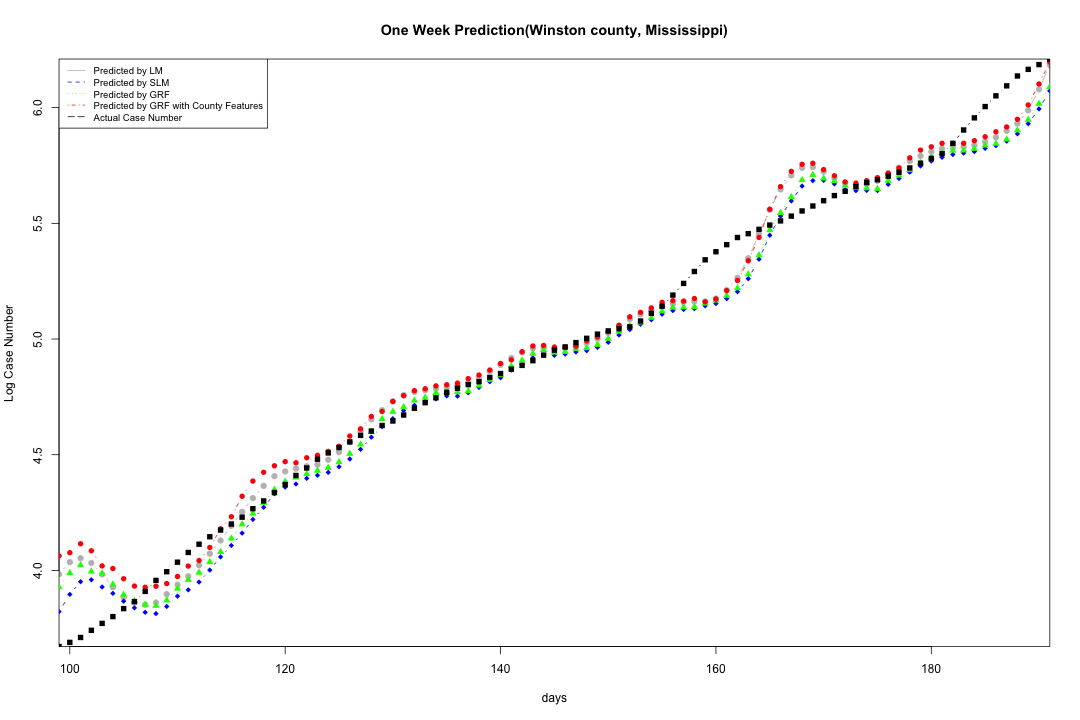 One Week Prediction(Winston county, Mississippi)
Predicted by LM
Predicted by SLM
Predicted by GRF
Predicted by GRF with County Features
Actual Case Number
6.0
5.5
5.0
4.5
4.0
Log Case Number
100 120 140 160 180
days